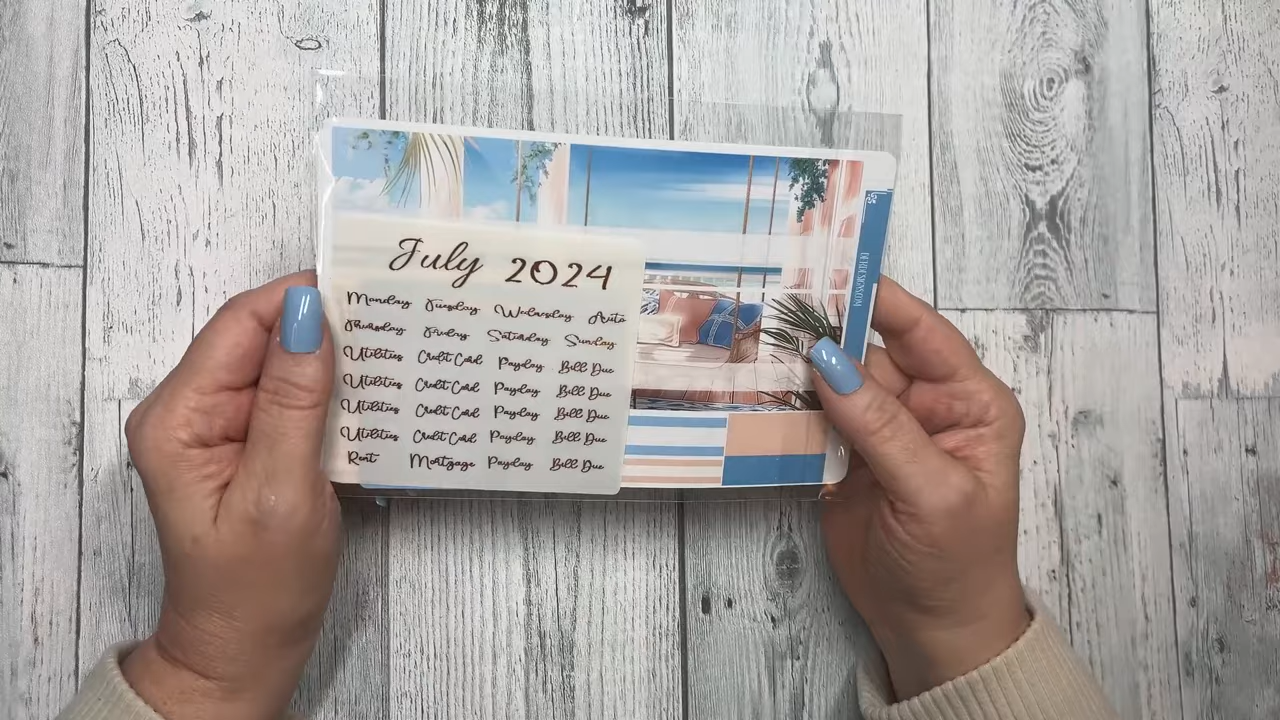 July 2024
Monday Tuesday Wednesday Auto
Thursday Friday Saturday Sunday
Utilities Credit Card Payday Bill Due
Utilities Credit Card Payday Bill Due
Utilities Credit Card Payday Bill Due
Utilities Credit Card Payday Bill Due
Rent Mortgage Payday Bill Due